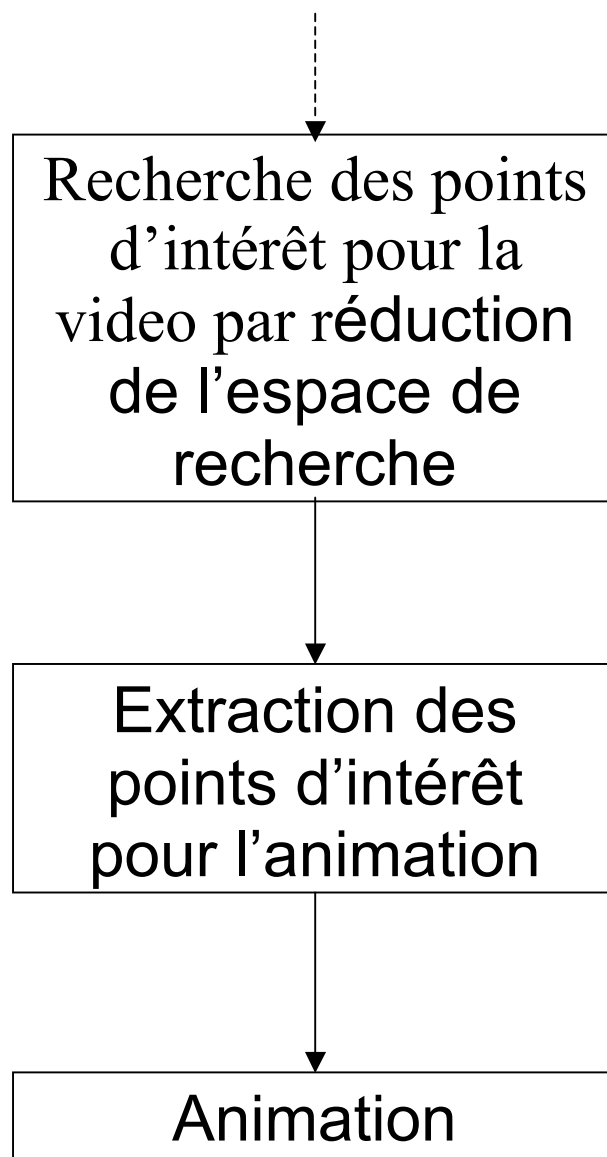 Recherche des points
d’intérêt pour la
video par réduction
de l’espace de
recherche
Extraction des
points d’intérêt
pour l’animation
Animation